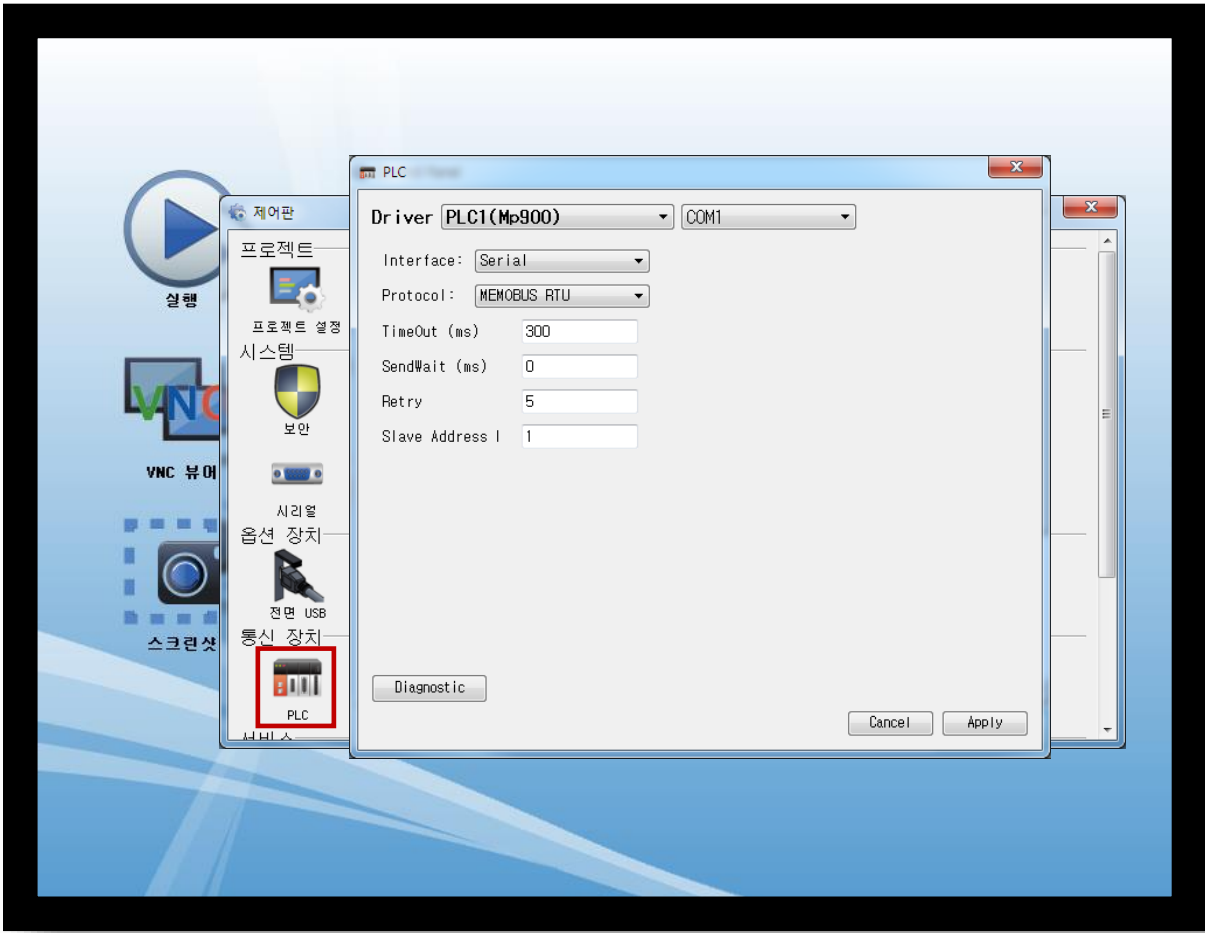 실행
VNC 뷰어
스크린샷
제어판
프로젝트
프로젝트 설정
시스템
보안
시리얼
옵션 장치
전면 USB
통신 장치
PLC
서비스
PLC
Driver PLC1(Mp900) COM1
Interface: Serial
Protocol: MEMOBUS RTU
TimeOut (ms) 300
SendWait (ms) 0
Retry 5
Slave Address I 1
Diagnostic
Cancel Apply